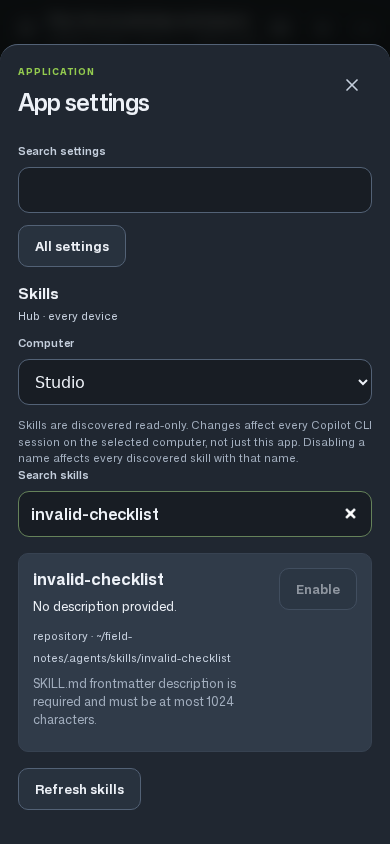 APPLICATION
App settings
Search settings
All settings
Skills
Hub · every device
Computer
Studio
Skills are discovered read-only. Changes affect every Copilot CLI
session on the selected computer, not just this app. Disabling a
name affects every discovered skill with that name.
Search skills
invalid-checklist
invalid-checklist
Enable
No description provided.
repository · ~/field-
notes/.agents/skills/invalid-checklist
SKILL.md frontmatter description is
required and must be at most 1024
characters.
Refresh skills